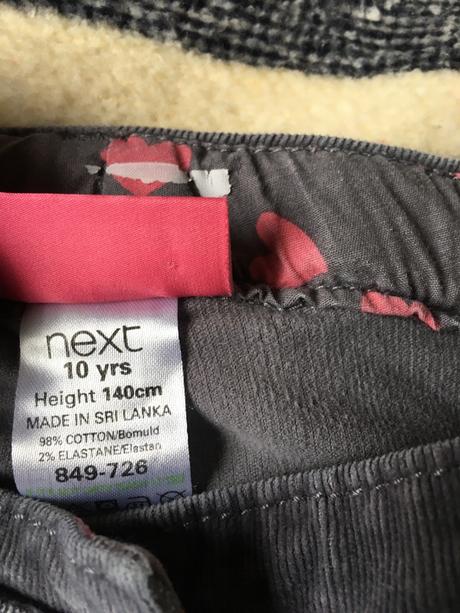 next
10 yrs
Height 140cm
MADE IN SRI LANKA
98% COTTON/Bomuld
2% ELASTANE/Elastan
849-726